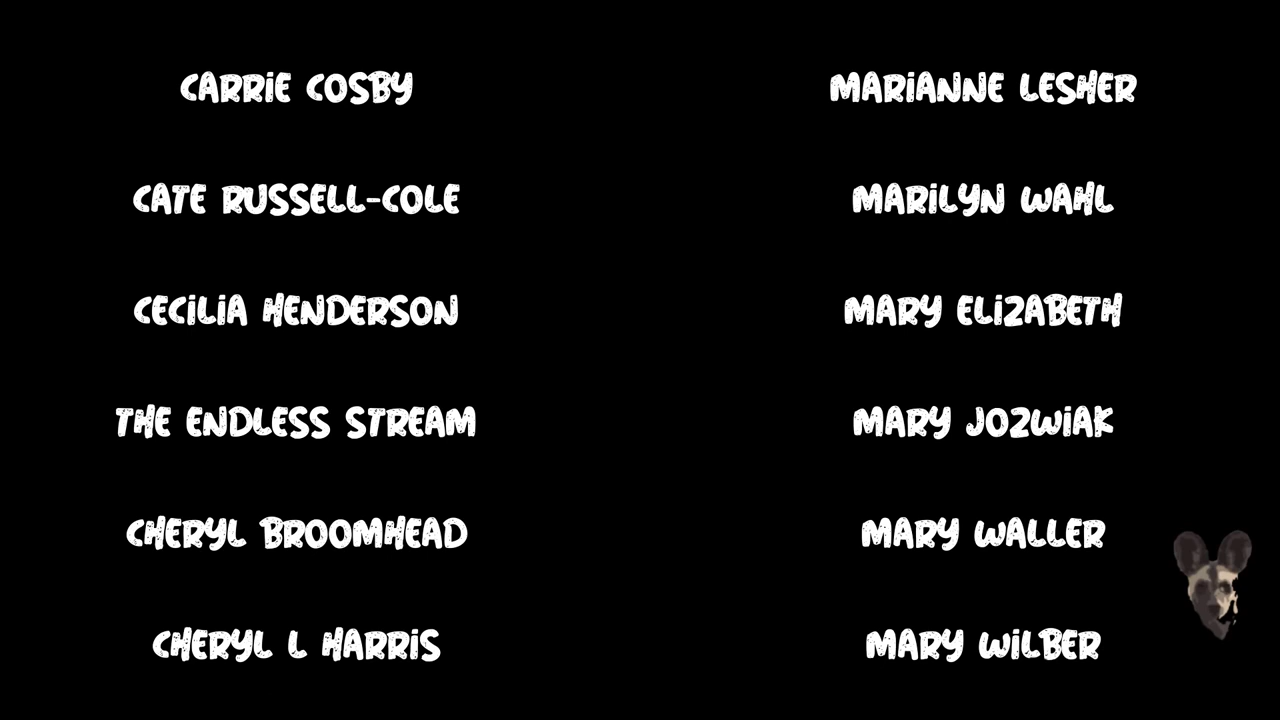 CARRIE COSBY
CATE RUSSELL-COLE
CECILIA HENDERSON
THE ENDLESS STREAM
CHERYL BROOMHEAD
CHERYL L HARRIS
MARIANNE LESHER
MARILYN WAHL
MARY ELIZABETH
MARY JOZWIAK
MARY WALLER
MARY WILBER